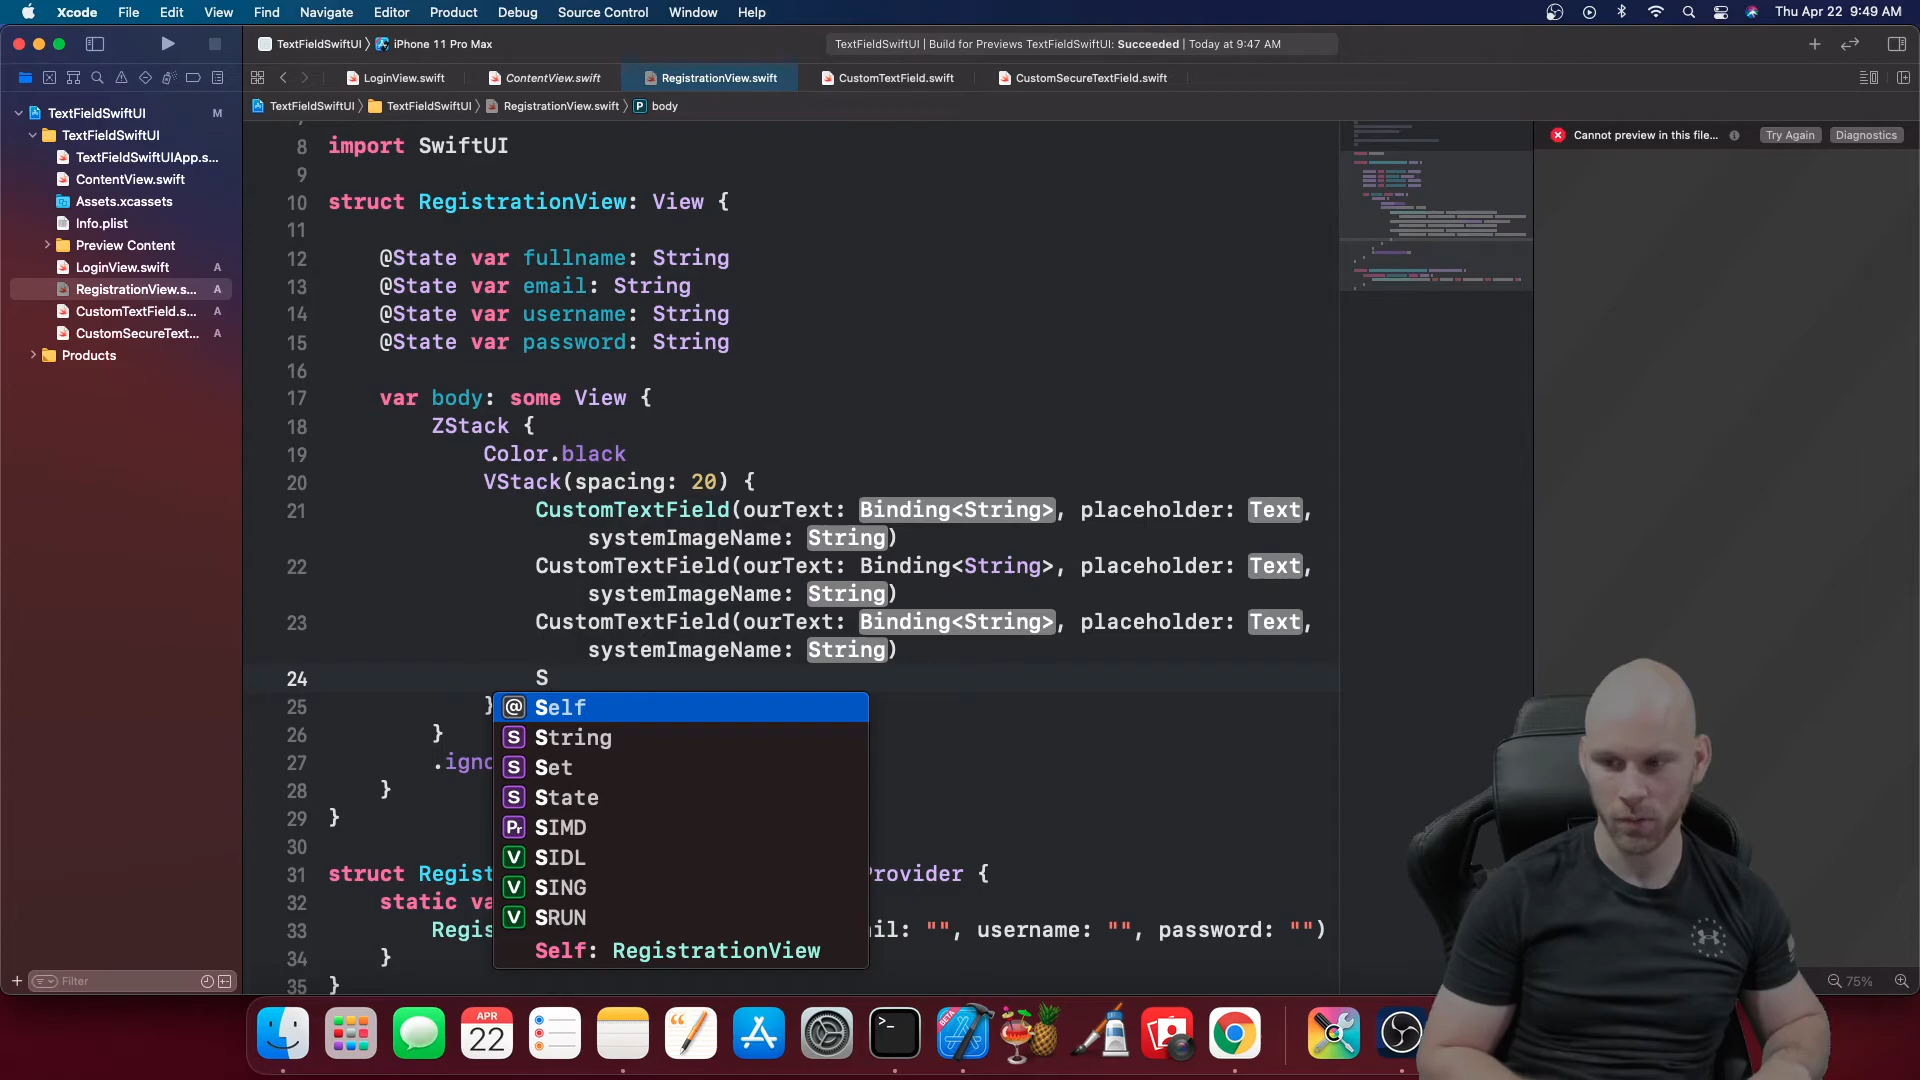 Xcode File Edit View Find Navigate Editor Product Debug Source Control Window Help Thu Apr 22 9:49 AM
TextFieldSwiftUI iPhone 11 Pro Max TextFieldSwiftUI | Build for Previews TextFieldSwiftUI: Succeeded | Today at 9:47 AM
LoginView.swift ContentView.swift RegistrationView.swift CustomTextField.swift CustomSecureTextField.swift
TextFieldSwiftUI TextFieldSwiftUI RegistrationView.swift P body
TextFieldSwiftUI M
TextFieldSwiftUI
TextFieldSwiftUIApp.s...
ContentView.swift
Assets.xcassets
Info.plist
Preview Content
LoginView.swift A
RegistrationView.s... A
CustomTextField.s... A
CustomSecureText... A
Products
Filter
8 import SwiftUI
9
10 struct RegistrationView: View {
11
12 @State var fullname: String
13 @State var email: String
14 @State var username: String
15 @State var password: String
16
17 var body: some View {
18 ZStack {
19 Color.black
20 VStack(spacing: 20) {
21 CustomTextField(ourText: Binding<String>, placeholder: Text,
systemImageName: String)
22 CustomTextField(ourText: Binding<String>, placeholder: Text,
systemImageName: String)
23 CustomTextField(ourText: Binding<String>, placeholder: Text,
systemImageName: String)
24 S
25 }
26 }
27 .igno
28 }
29 }
30
31 struct Regist rovider {
32 static va
33 Regis il: "", username: "", password: "")
34 }
35 }
@ Self
S String
S Set
S State
Pr SIMD
V SIDL
V SING
V SRUN
Self: RegistrationView
Cannot preview in this file... Try Again Diagnostics
75%
APR
22
BETA